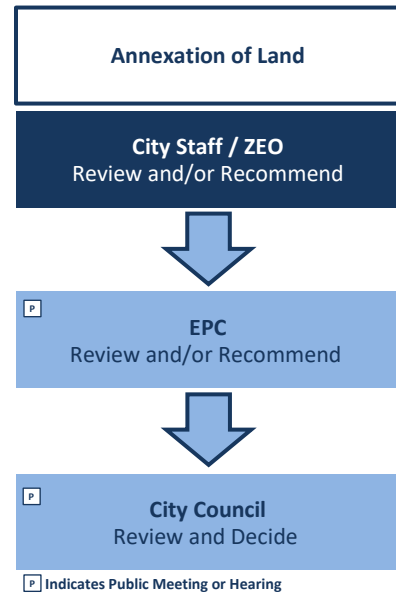 Annexation of Land
City Staff / ZEO
Review and/or Recommend
P
EPC
Review and/or Recommend
P
City Council
Review and Decide
P Indicates Public Meeting or Hearing